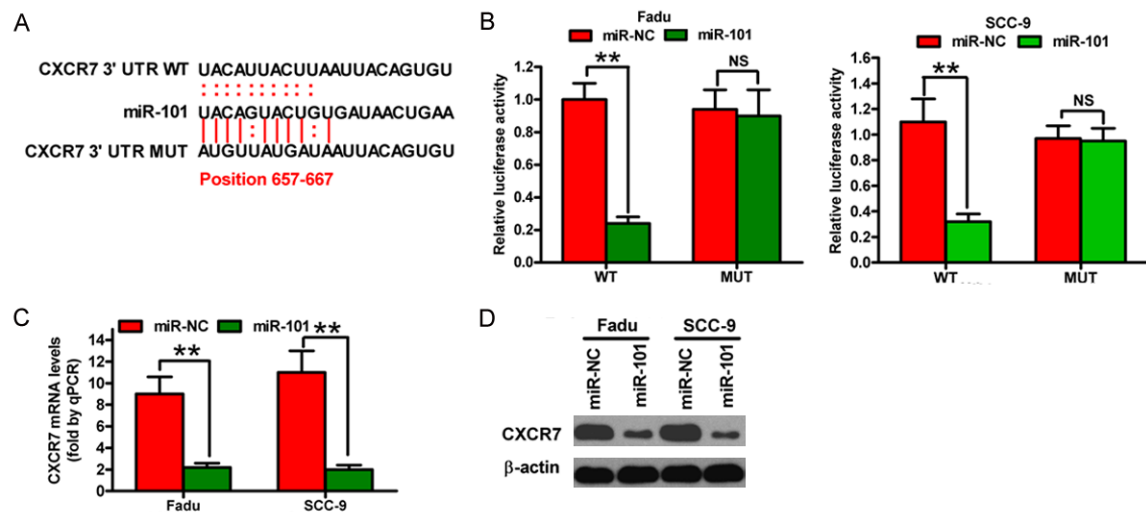 A
CXCR7 3' UTR WT UACAUUACUUAAUUACAGUGU
miR-101 UACAGUACUGUGAUAACUGAA
CXCR7 3' UTR MUT AUGUUAUGAUAAUUACAGUGU
Position 657-667
B
Fadu
miR-NC miR-101
Relative luciferase activity
1.2
1.0
0.8
0.6
0.4
0.2
0.0
**
NS
WT MUT
SCC-9
miR-NC miR-101
Relative luciferase activity
1.6
1.4
1.2
1.0
0.8
0.6
0.4
0.2
0.0
**
NS
WT MUT
C
miR-NC miR-101
CXCR7 mRNA levels
(fold by qPCR)
14
12
10
8
6
4
2
0
**
**
Fadu SCC-9
D
Fadu SCC-9
miR-NC miR-101 miR-NC miR-101
CXCR7
β-actin